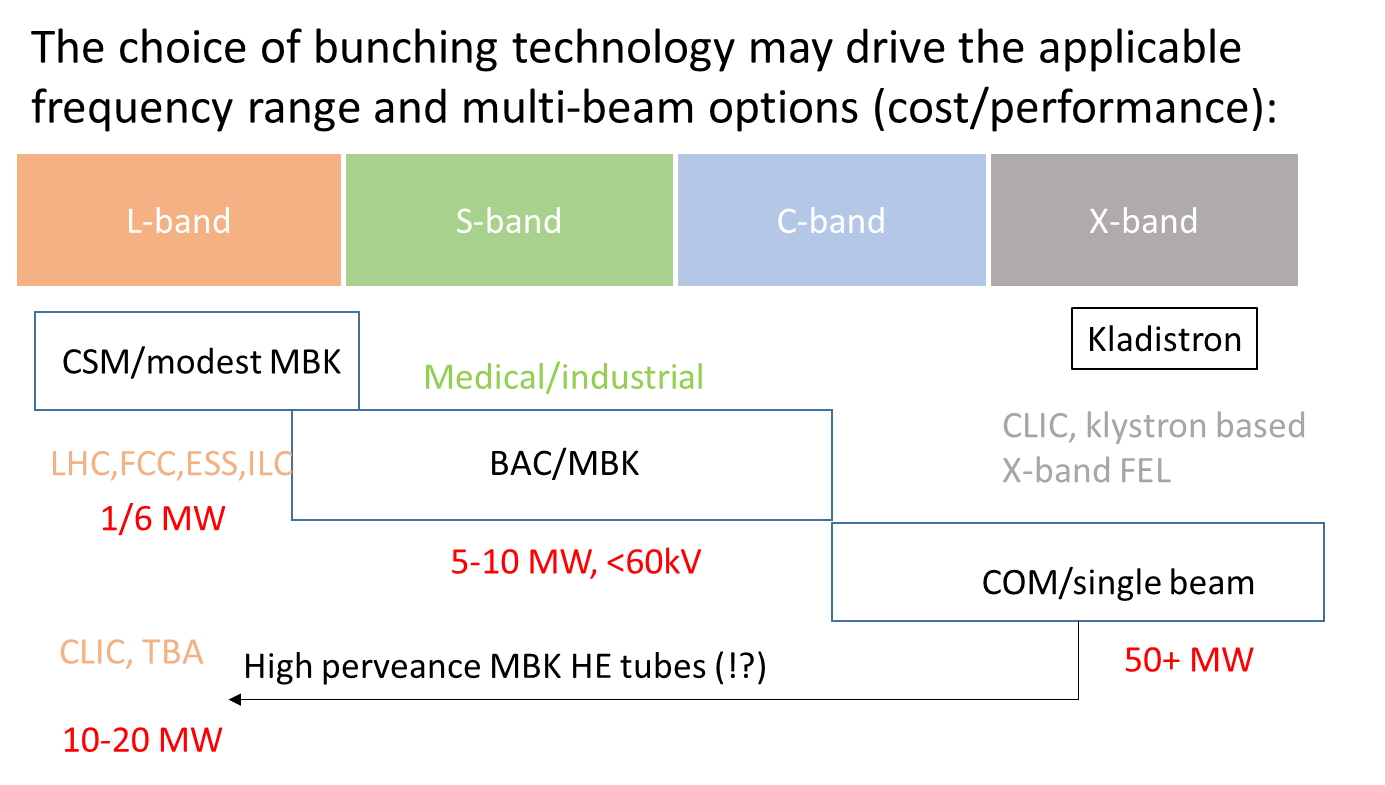 The choice of bunching technology may drive the applicable
frequency range and multi-beam options (cost/performance):
L-band
S-band
C-band
X-band
CSM/modest MBK
Kladistron
Medical/industrial
CLIC, klystron based
X-band FEL
LHC,FCC,ESS,ILC
BAC/MBK
1/6 MW
5-10 MW, <60kV
COM/single beam
CLIC, TBA
High perveance MBK HE tubes (!?)
50+ MW
10-20 MW